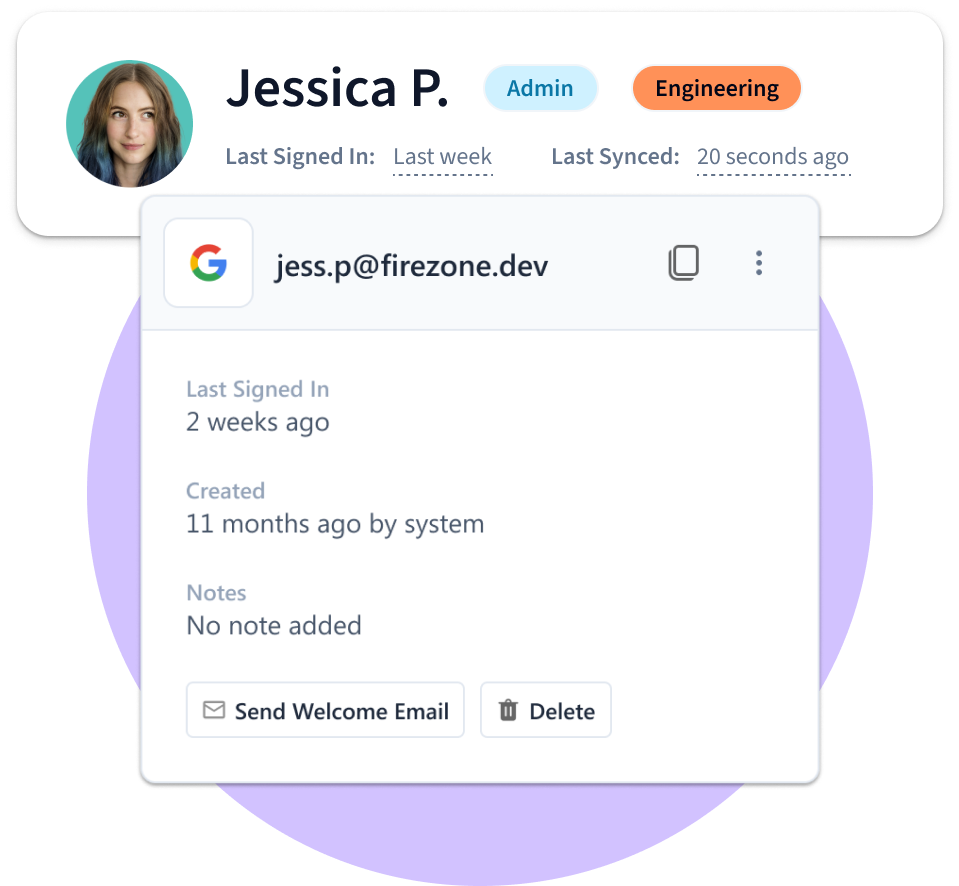 Jessica P. Admin Engineering
Last Signed In: Last week Last Synced: 20 seconds ago
jess.p@firezone.dev
Last Signed In
2 weeks ago
Created
11 months ago by system
Notes
No note added
Send Welcome Email Delete